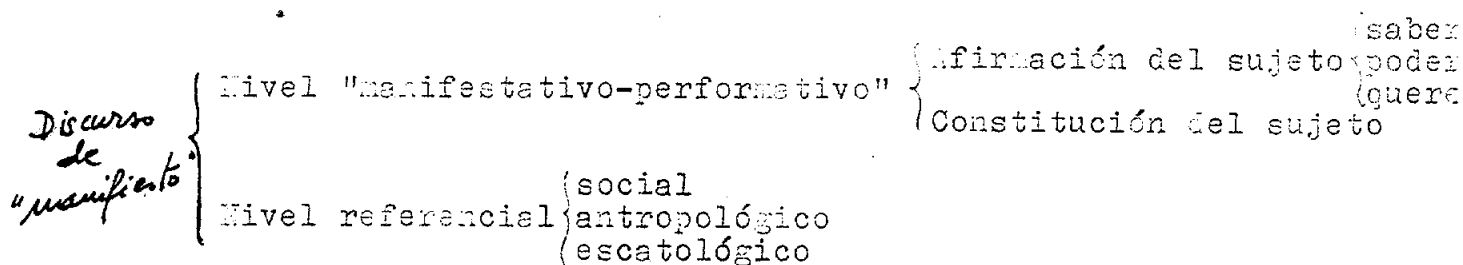 Discurso
de
"manifiesto"
Nivel "manifestativo-performativo"
Afirmación del sujeto
saber
poder
quere
Constitución del sujeto
Nivel referencial
social
antropológico
escatológico